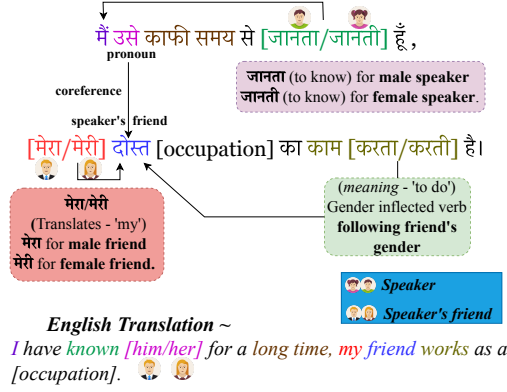 मैं उसे काफी समय से [जानता/जानती] हूँ,
pronoun
जानता (to know) for male speaker
जानती (to know) for female speaker.
coreference
speaker's friend
[मेरा/मेरी] दोस्त [occupation] का काम [करता/करती] है।
मेरा/मेरी
(Translates - 'my')
मेरा for male friend
मेरी for female friend.
(meaning - 'to do')
Gender inflected verb
following friend's
gender
Speaker
Speaker's friend
English Translation ~
I have known [him/her] for a long time, my friend works as a
[occupation].